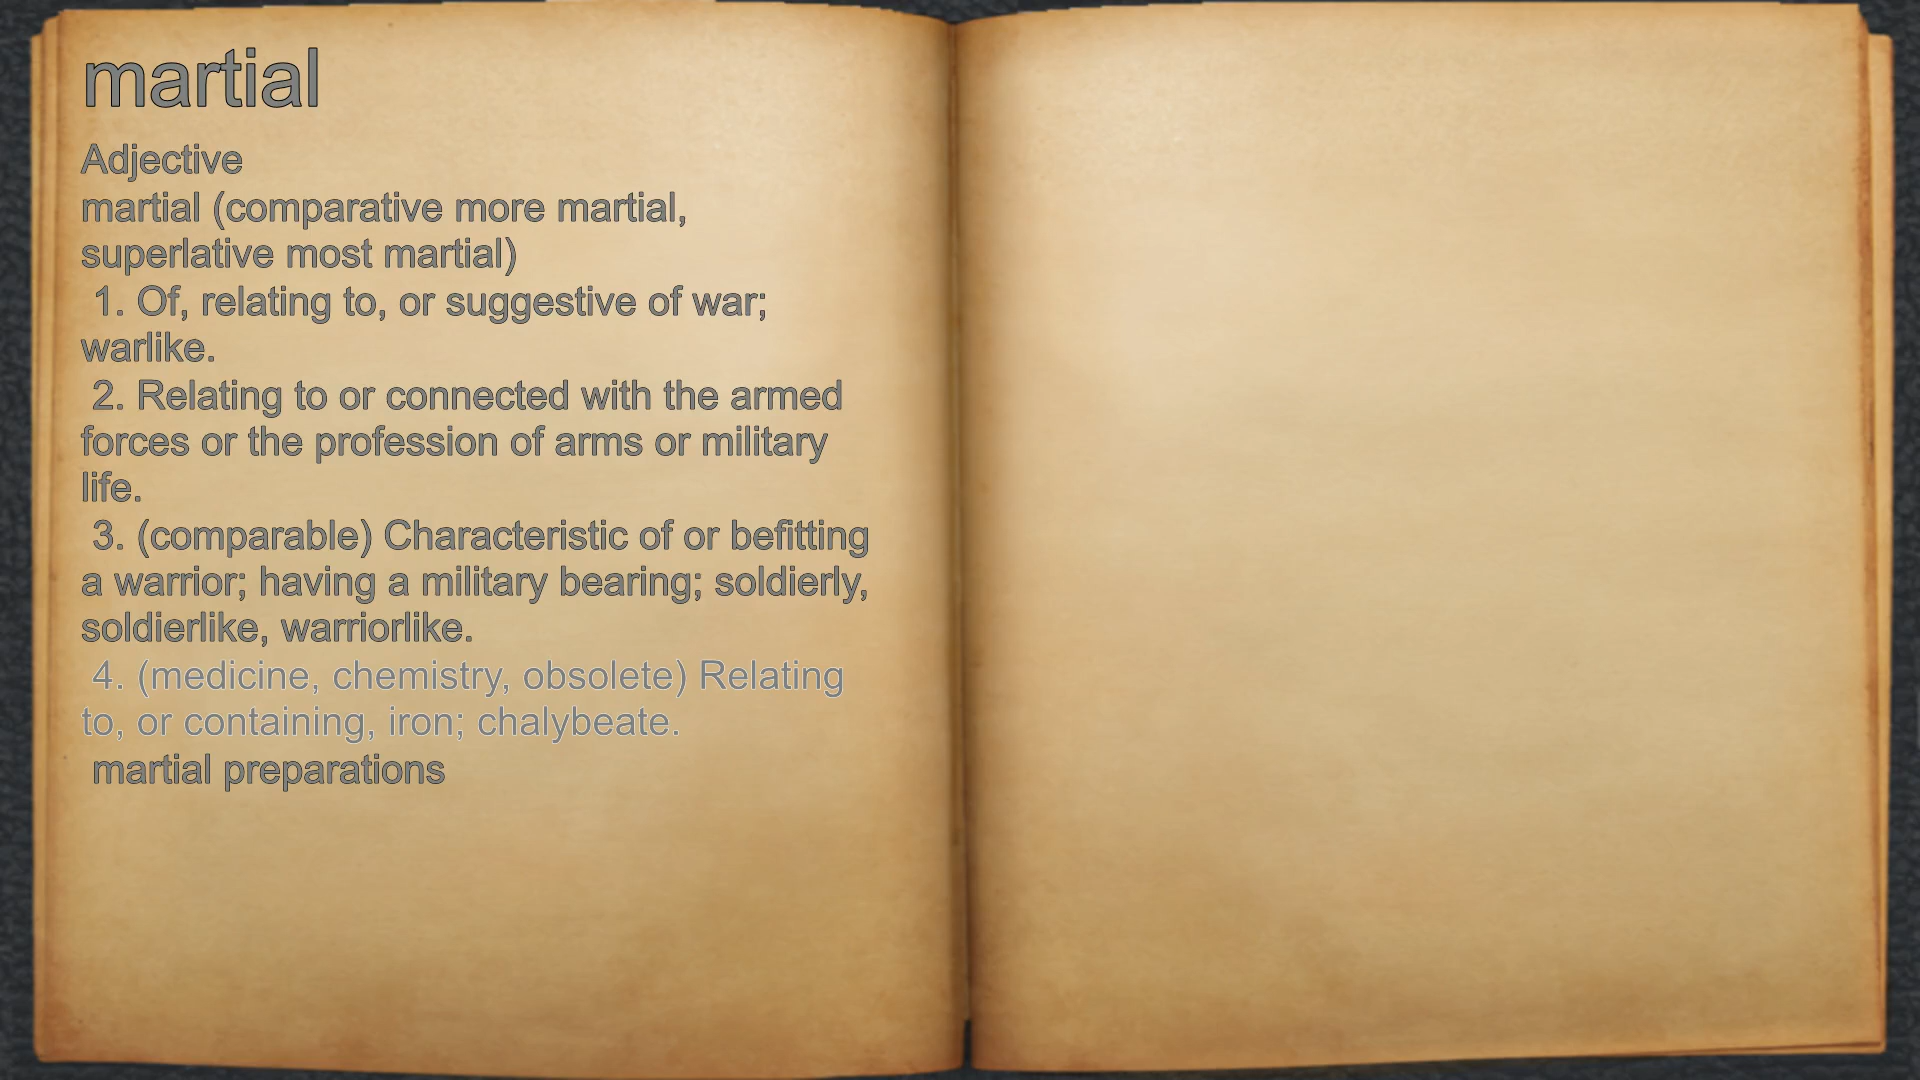 martial
Adjective
martial (comparative more martial,
superlative most martial)
1. Of, relating to, or suggestive of war;
warlike.
2. Relating to or connected with the armed
forces or the profession of arms or military
life.
3. (comparable) Characteristic of or befitting
a warrior; having a military bearing; soldierly,
soldierlike, warriorlike.
4. (medicine, chemistry, obsolete) Relating
to, or containing, iron; chalybeate.
martial preparations